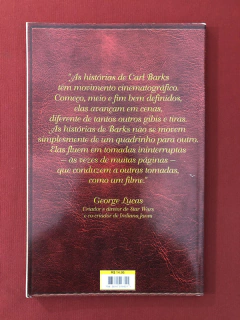 "As histórias de Carl Barks
têm movimento cinematográfico.
Começo, meio e fim bem definidos,
elas avançam em cenas,
diferente de tantos outros gibis e tiras.
As histórias de Barks não se movem
simplesmente de um quadrinho para outro.
Elas fluem em tomadas ininterruptas
— às vezes de muitas páginas —
que conduzem a outras tomadas,
como um filme."
George Lucas
Criador e diretor de Star Wars
e co-criador de Indiana Jones